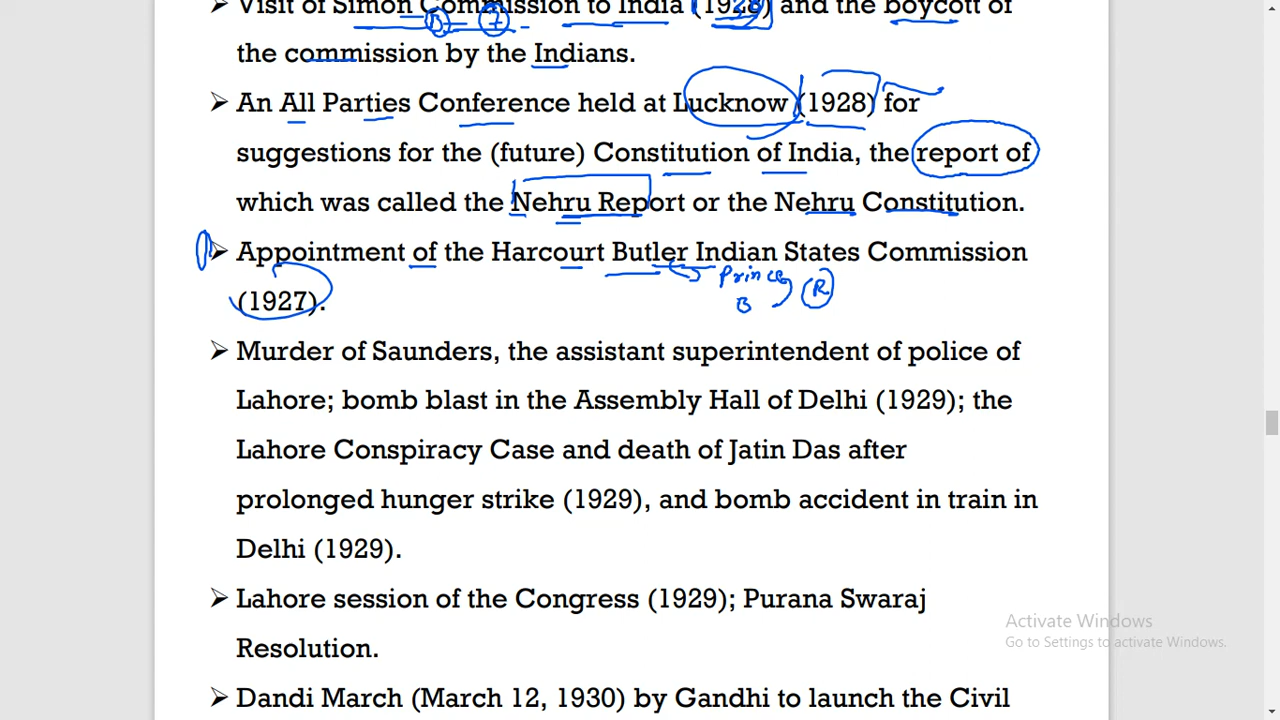 ➢ Visit of Simon Commission to India (1928) and the boycott of
the commission by the Indians.
➢ An All Parties Conference held at Lucknow (1928) for
suggestions for the (future) Constitution of India, the report of
which was called the Nehru Report or the Nehru Constitution.
➢ Appointment of the Harcourt Butler Indian States Commission
(1927).
B
R
➢ Murder of Saunders, the assistant superintendent of police of
Lahore; bomb blast in the Assembly Hall of Delhi (1929); the
Lahore Conspiracy Case and death of Jatin Das after
prolonged hunger strike (1929), and bomb accident in train in
Delhi (1929).
➢ Lahore session of the Congress (1929); Purana Swaraj
Resolution.
➢ Dandi March (March 12, 1930) by Gandhi to launch the Civil
Activate Windows
Go to Settings to activate Windows.